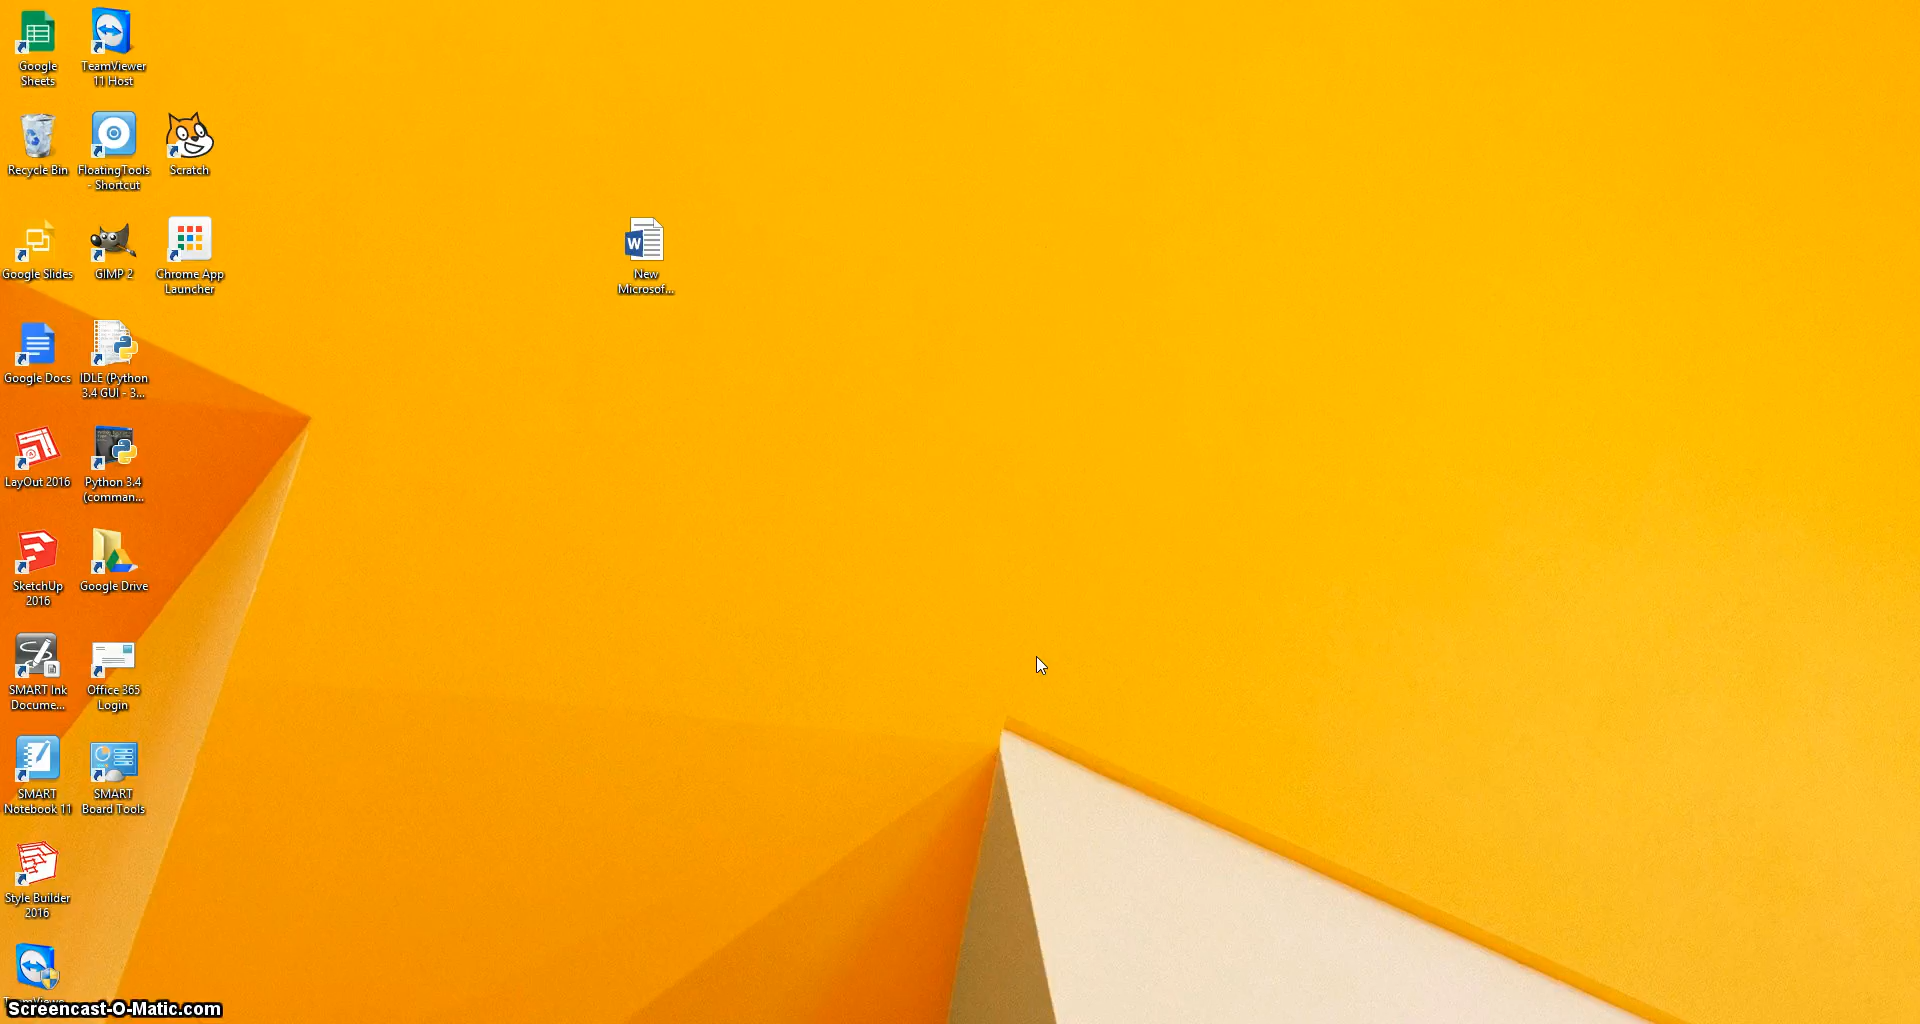 Google
Sheets
TeamViewer
11 Host
Recycle Bin
FloatingTools
- Shortcut
Scratch
Google Slides
GIMP 2
Chrome App
Launcher
W
New
Microsof...
Google Docs
IDLE (Python
3.4 GUI - 3...
LayOut 2016
Python 3.4
(comman...
SketchUp
2016
Google Drive
SMART Ink
Docume...
Office 365
Login
SMART
Notebook 11
SMART
Board Tools
Style Builder
2016
Screencast-O-Matic.com